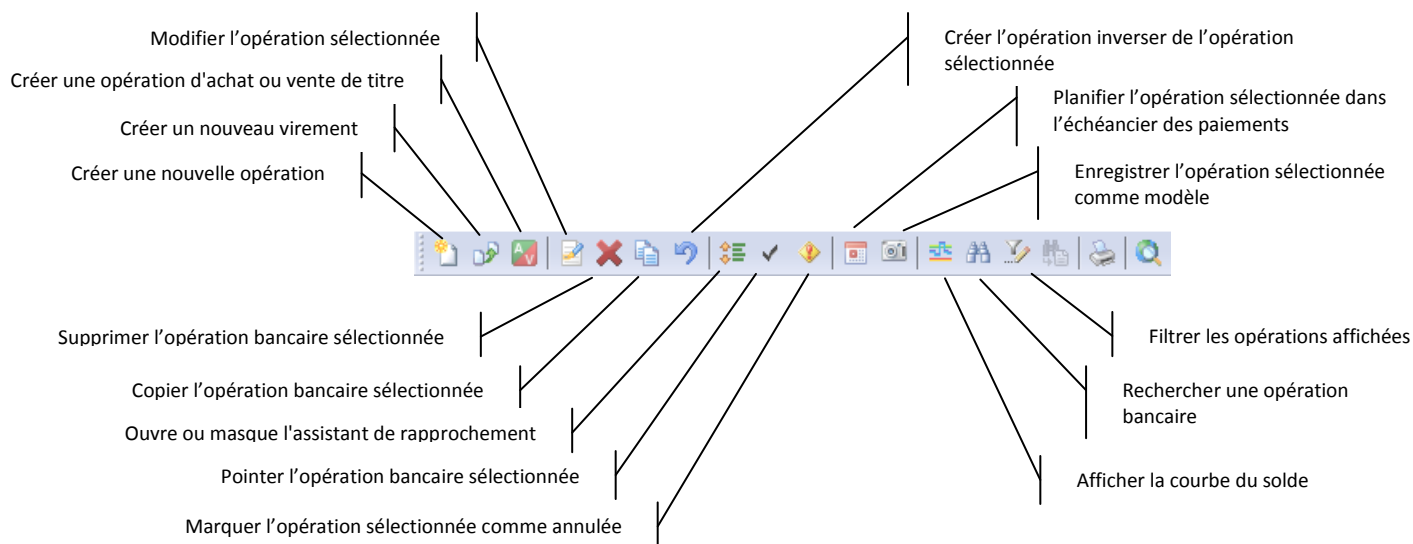 Modifier l’opération sélectionnée
Créer une opération d'achat ou vente de titre
Créer un nouveau virement
Créer une nouvelle opération
Créer l’opération inverser de l’opération
sélectionnée
Planifier l’opération sélectionnée dans
l’échéancier des paiements
Enregistrer l’opération sélectionnée
comme modèle
A
V
Supprimer l’opération bancaire sélectionnée
Copier l’opération bancaire sélectionnée
Ouvre ou masque l'assistant de rapprochement
Pointer l’opération bancaire sélectionnée
Marquer l’opération sélectionnée comme annulée
Filtrer les opérations affichées
Rechercher une opération
bancaire
Afficher la courbe du solde